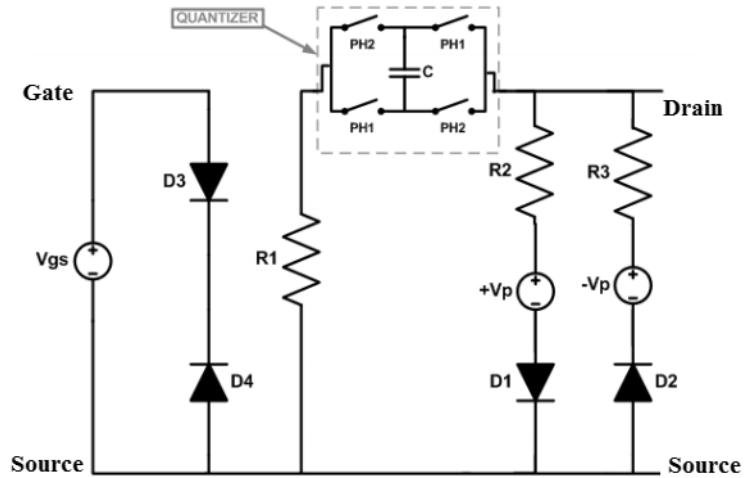 QUANTIZER
PH2 PH1
C
PH1 PH2
Gate
Drain
D3
R2 R3
Vgs + -
R1
+Vp + -
-Vp + -
D4
D1 D2
Source
Source